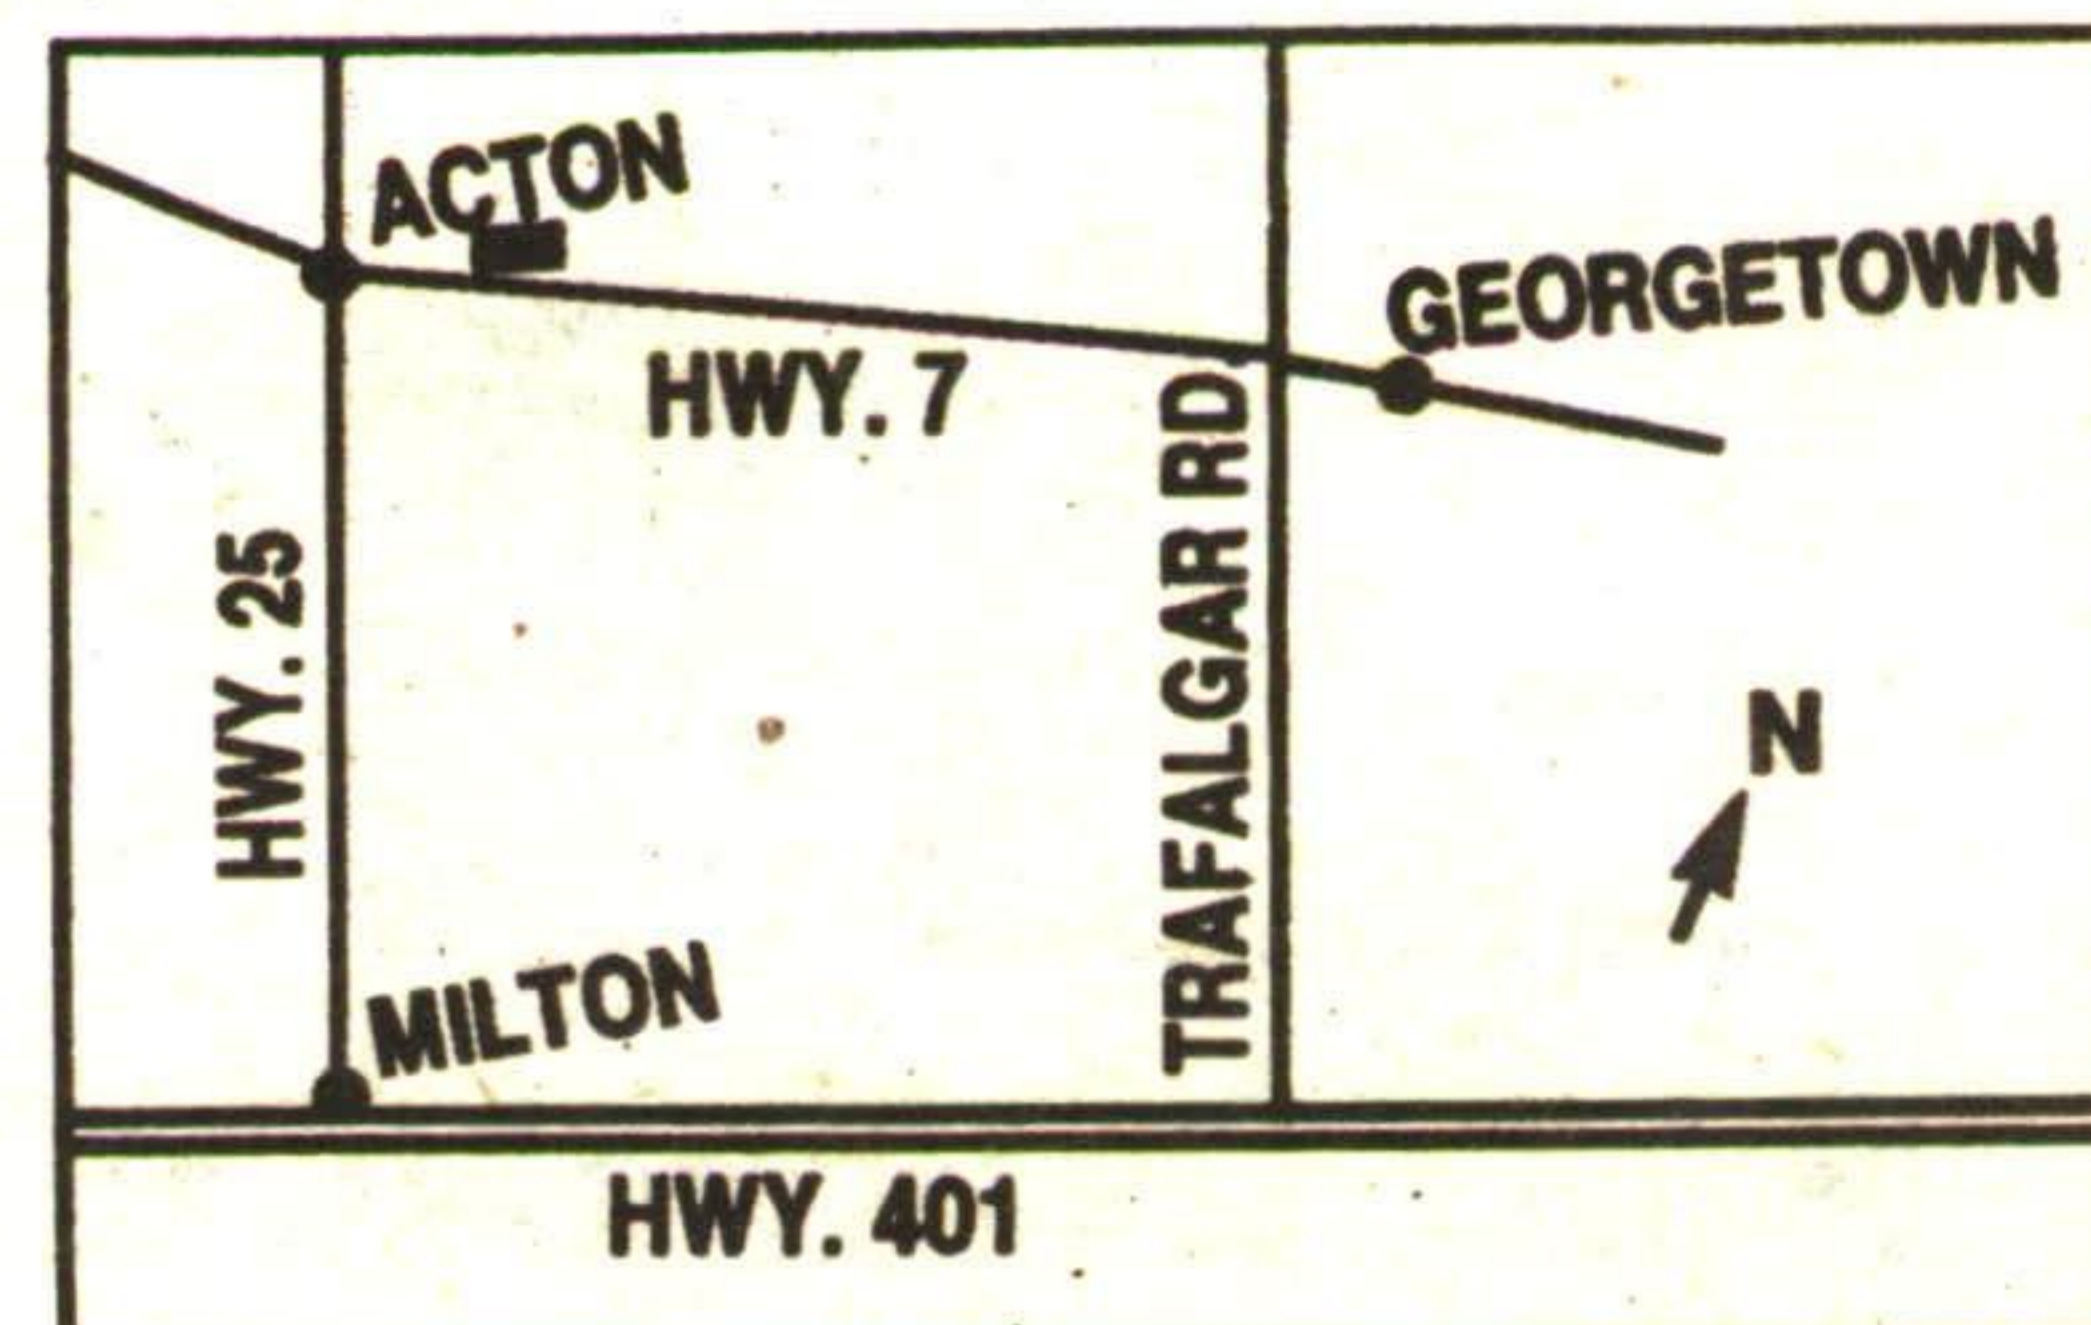 ACTON
GEORGETOWN
HWY. 7
TRAFALGAR RD.
HWY. 25
N
MILTON
HWY. 401